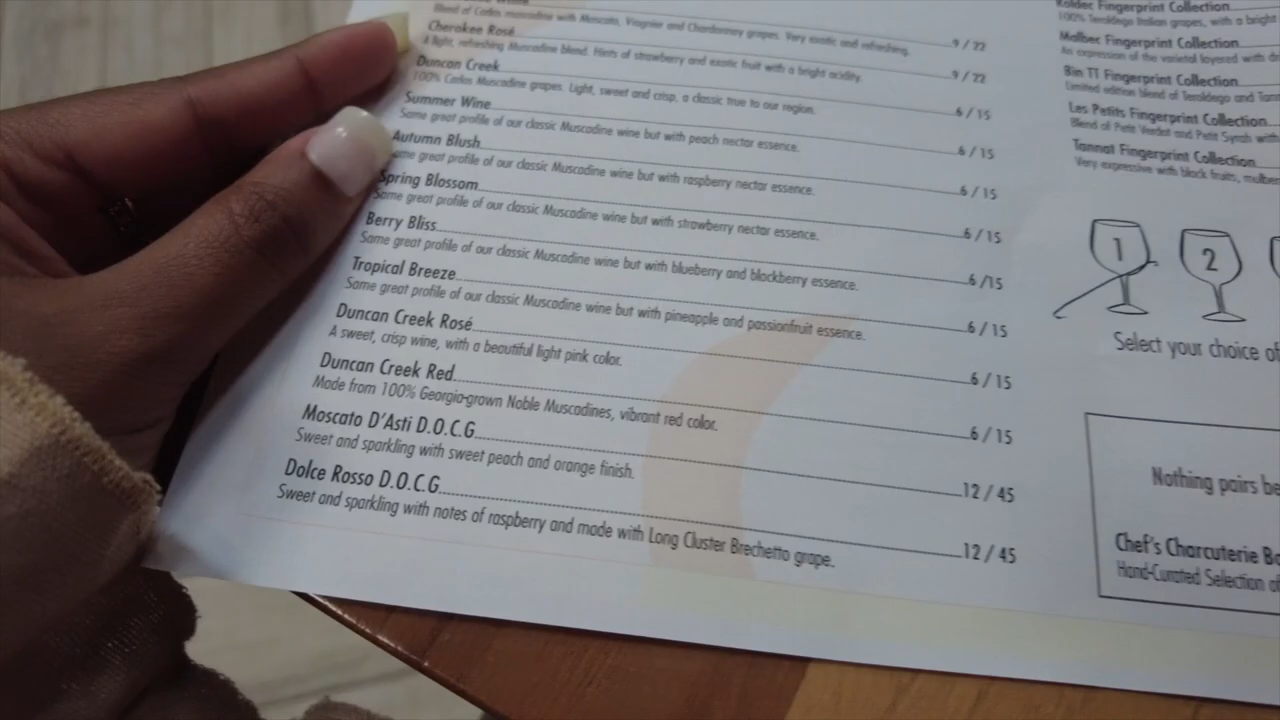 Blend of Carlos muscadine with Moscato, Viognier and Chardonnay grapes. Very exotic and refreshing.
9 / 22
Cherokee Rosé
A light, refreshing Muscadine blend. Hints of strawberry and exotic fruit with a bright acidity.
9 / 22
Duncan Creek
100% Carlos Muscadine grapes. Light, sweet and crisp, a classic true to our region.
6 / 15
Summer Wine
Same great profile of our classic Muscadine wine but with peach nectar essence.
6 / 15
Autumn Blush
Same great profile of our classic Muscadine wine but with raspberry nectar essence.
6 / 15
Spring Blossom
Same great profile of our classic Muscadine wine but with strawberry nectar essence.
6 / 15
Berry Bliss
Same great profile of our classic Muscadine wine but with blueberry and blackberry essence.
6 /15
Tropical Breeze
Same great profile of our classic Muscadine wine but with pineapple and passionfruit essence.
6 / 15
Duncan Creek Rosé
A sweet, crisp wine, with a beautiful light pink color.
6 / 15
Duncan Creek Red
Made from 100% Georgia-grown Noble Muscadines, vibrant red color.
6 / 15
Moscato D'Asti D.O.C.G
Sweet and sparkling with sweet peach and orange finish.
12 / 45
Dolce Rosso D.O.C.G
Sweet and sparkling with notes of raspberry and made with Long Cluster Brechetto grape.
12 / 45
Fingerprint Collection
100% Teroldego Italian grapes, with a bright
Malbec Fingerprint Collection
An expression of the varietal layered with
Bin TT Fingerprint Collection
Limited edition blend of Teroldego and
Les Petits Fingerprint Collection
Blend of Petit Verdot and Petit Syrah with
Tannat Fingerprint Collection
Very expressive with black fruits,
1
2
Select your choice of
Nothing pairs
Chef's Charcuterie
Hand-Curated Selection